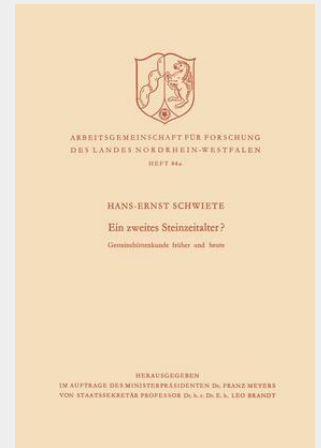 ARBEITSGEMEINSCHAFT FÜR FORSCHUNG
DES LANDES NORDRHEIN-WESTFALEN
HEFT 84a
HANS-ERNST SCHWIETE
Ein zweites Steinzeitalter?
Gesteinshüttenkunde früher und heute
HERAUSGEGEBEN
IM AUFTRAGE DES MINISTERPRÄSIDENTEN Dr. FRANZ MEYERS
VON STAATSSEKRETÄR PROFESSOR Dr. h. c. Dr. E. h. LEO BRANDT